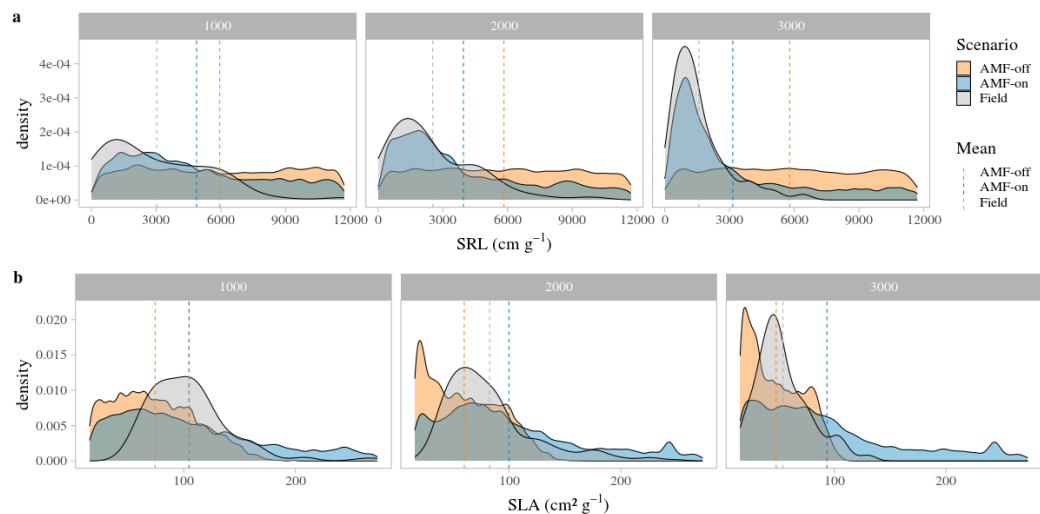 a
1000 2000 3000
4e-04
3e-04
2e-04
1e-04
0e+00
density
0 3000 6000 9000 12000 0 3000 6000 9000 12000 0 3000 6000 9000 12000
SRL (cm g⁻¹)
Scenario
AMF-off
AMF-on
Field
Mean
AMF-off
AMF-on
Field
b
1000 2000 3000
0.020
0.015
0.010
0.005
0.000
density
100 200 100 200 100 200
SLA (cm² g⁻¹)